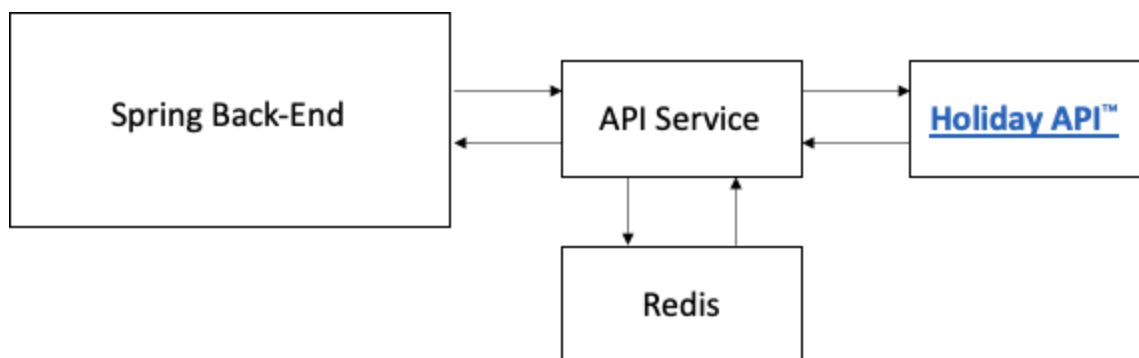 Spring Back-End
API Service
Holiday API™
Redis